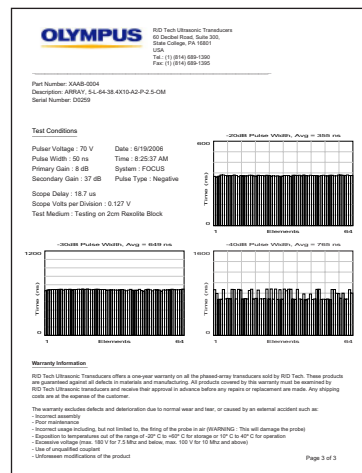 OLYMPUS
R/D Tech Ultrasonic Transducers
60 Decibel Road, Suite 300,
State College, PA 16801
USA
Tel.: (1) (814) 689-1390
Fax: (1) (814) 689-1395
Part Number: XAAB-0004
Description: ARRAY, 5-L-64-38.4X10-A2-P-2.5-OM
Serial Number: D0259
Test Conditions
Pulser Voltage : 70 V Date : 6/19/2006
Pulse Width : 50 ns Time : 8:25:37 AM
Primary Gain : 8 dB System : FOCUS
Secondary Gain : 37 dB Pulse Type : Negative
Scope Delay : 18.7 us
Scope Volts per Division : 0.127 V
Test Medium : Testing on 2cm Rexolite Block
-20dB Pulse Width, Avg = 355 ns
600
Time (ns)
0
1 Elements 64
-30dB Pulse Width, Avg = 649 ns
1200
Time (ns)
0
1 Elements 64
-40dB Pulse Width, Avg = 765 ns
1600
Time (ns)
0
1 Elements 64
Warranty Information
R/D Tech Ultrasonic Transducers offers a one-year warranty on all the phased-array transducers sold by R/D Tech. These products
are guaranteed against all defects in materials and manufacturing. All products covered by this warranty must be examined by
R/D Tech Ultrasonic transducers and receive their approval in advance before any repairs or replacement are made. Any shipping
costs are at the expense of the customer.
The warranty excludes defects and deterioration due to normal wear and tear, or caused by an external accident such as:
- Incorrect assembly
- Poor maintenance
- Incorrect usage including, but not limited to, the firing of the probe in air (WARNING : This will damage the probe)
- Exposition to temperatures out of the range of -20° C to +60° C for storage or 10° C to 40° C for operation
- Excessive voltage (max. 180 V for 7.5 Mhz and below, max. 100 V for 10 Mhz and above)
- Use of unqualified couplant
- Unforeseen modifications of the product
Page 3 of 3